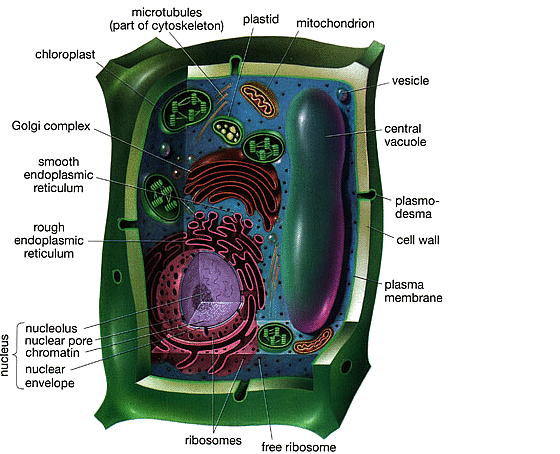 microtubules
(part of cytoskeleton)
plastid
mitochondrion
chloroplast
vesicle
Golgi complex
central
vacuole
smooth
endoplasmic
reticulum
plasmo-
desma
rough
endoplasmic
reticulum
cell wall
plasma
membrane
nucleus
nucleolus
nuclear pore
chromatin
nuclear
envelope
ribosomes
free ribosome